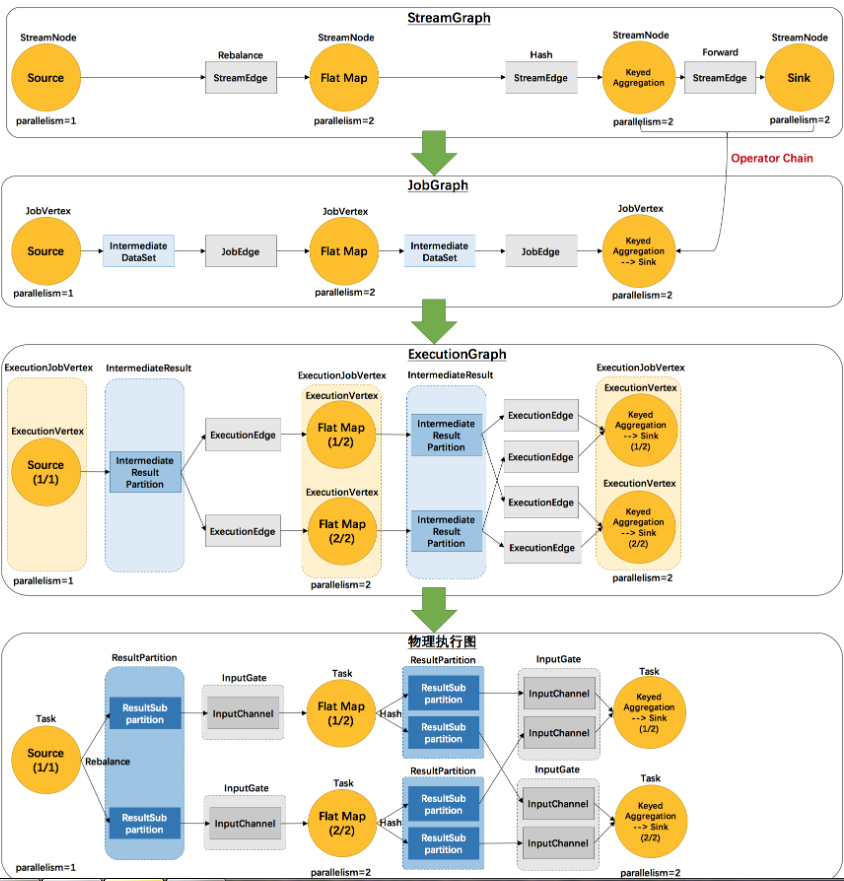 StreamGraph
StreamNode
StreamNode
StreamNode
StreamNode
Rebalance
Hash
Forward
Source
StreamEdge
Flat Map
StreamEdge
Keyed
Aggregation
StreamEdge
Sink
parallelism=1
parallelism=2
parallelism=2
parallelism=2
Operator Chain
JobGraph
JobVertex
JobVertex
JobVertex
Source
Intermediate
DataSet
JobEdge
Flat Map
Intermediate
DataSet
JobEdge
Keyed
Aggregation
--> Sink
parallelism=1
parallelism=2
parallelism=2
ExecutionGraph
ExecutionJobVertex
IntermediateResult
ExecutionJobVertex
IntermediateResult
ExecutionJobVertex
ExecutionVertex
Source
(1/1)
Intermediate
Result
Partition
ExecutionEdge
ExecutionEdge
ExecutionVertex
Flat Map
(1/2)
ExecutionVertex
Flat Map
(2/2)
Intermediate
Result
Partition
Intermediate
Result
Partition
ExecutionEdge
ExecutionEdge
ExecutionEdge
ExecutionEdge
ExecutionVertex
Keyed
Aggregation
--> Sink
(1/2)
ExecutionVertex
Keyed
Aggregation
--> Sink
(2/2)
parallelism=1
parallelism=2
parallelism=2
物理执行图
Task
Source
(1/1)
Rebalance
ResultPartition
ResultSub
partition
ResultSub
partition
InputGate
InputChannel
InputGate
InputChannel
Task
Flat Map
(1/2)
Hash
Task
Flat Map
(2/2)
Hash
ResultPartition
ResultSub
partition
ResultSub
partition
ResultPartition
ResultSub
partition
ResultSub
partition
InputGate
InputChannel
InputChannel
InputGate
InputChannel
InputChannel
Task
Keyed
Aggregation
--> Sink
(1/2)
Task
Keyed
Aggregation
--> Sink
(2/2)
parallelism=1
parallelism=2
parallelism=2